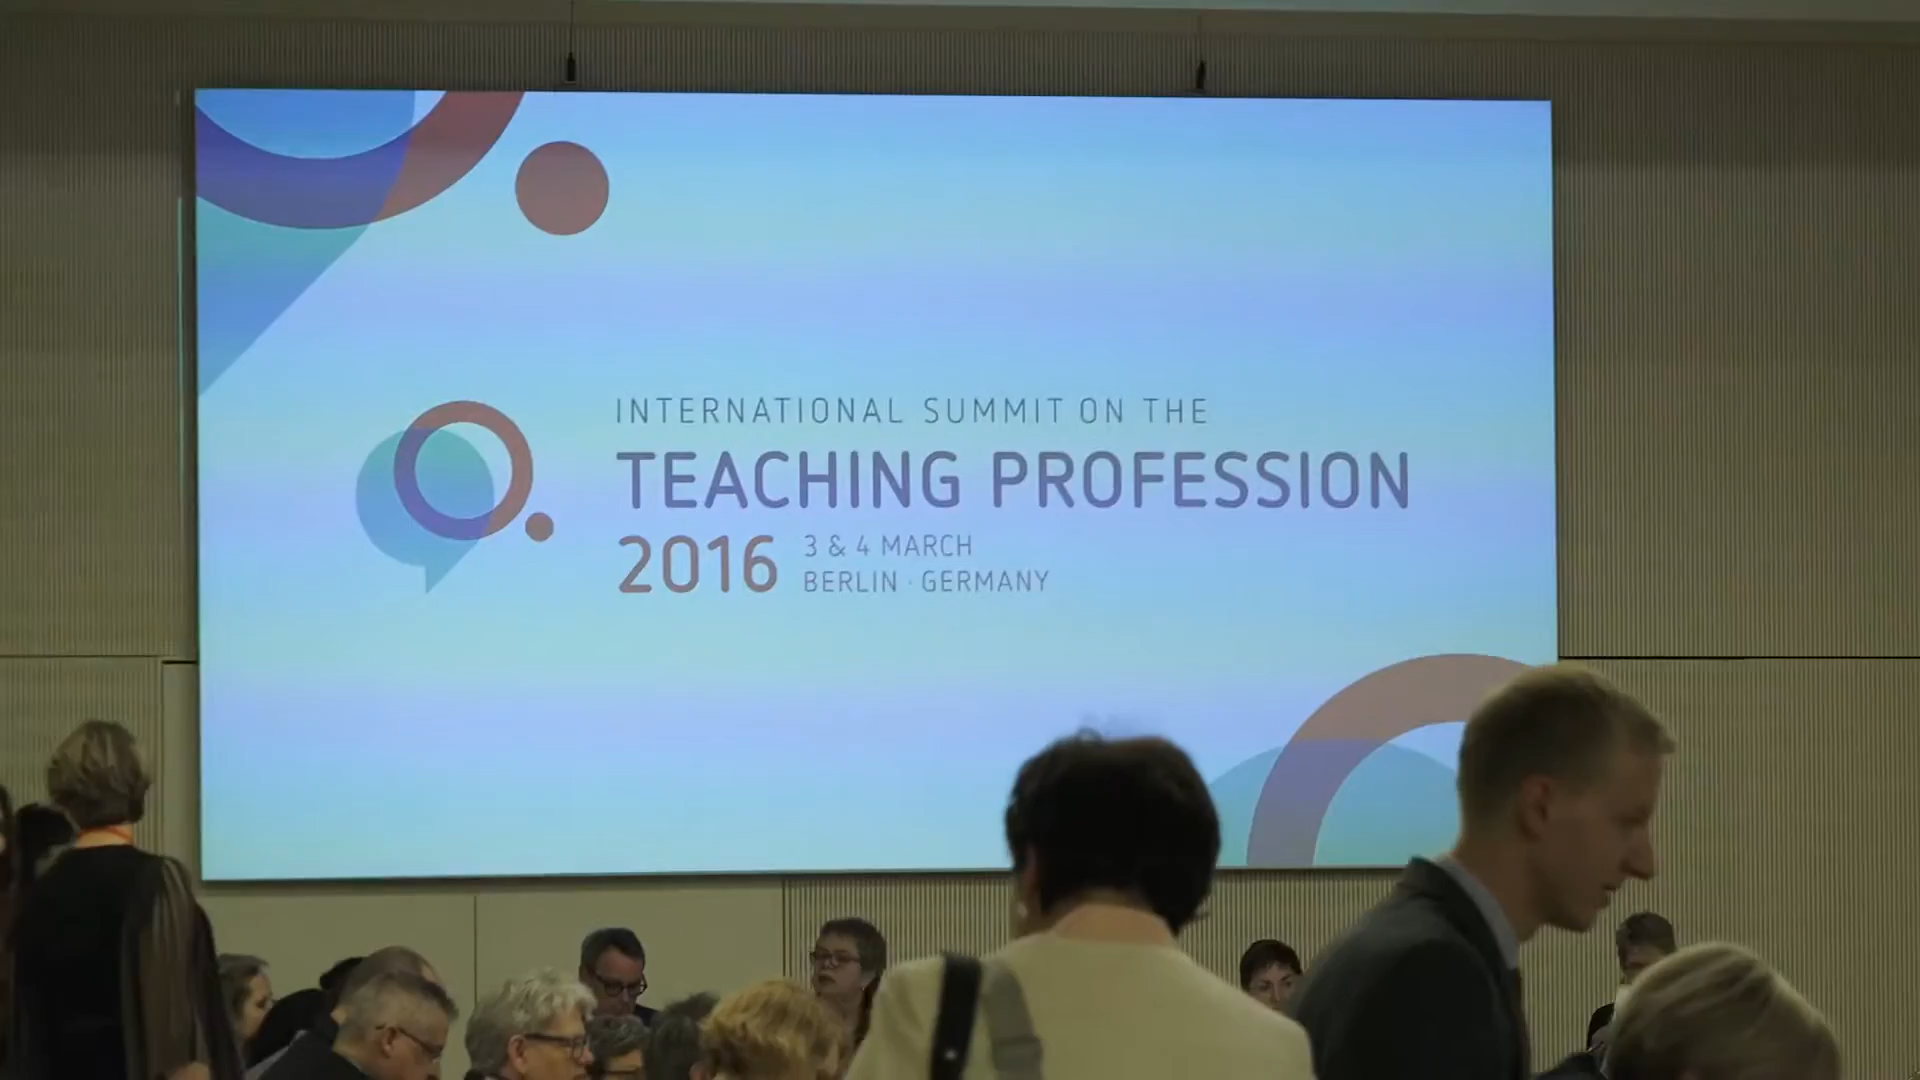 INTERNATIONAL SUMMIT ON THE
TEACHING PROFESSION
2016
3 & 4 MARCH
BERLIN · GERMANY